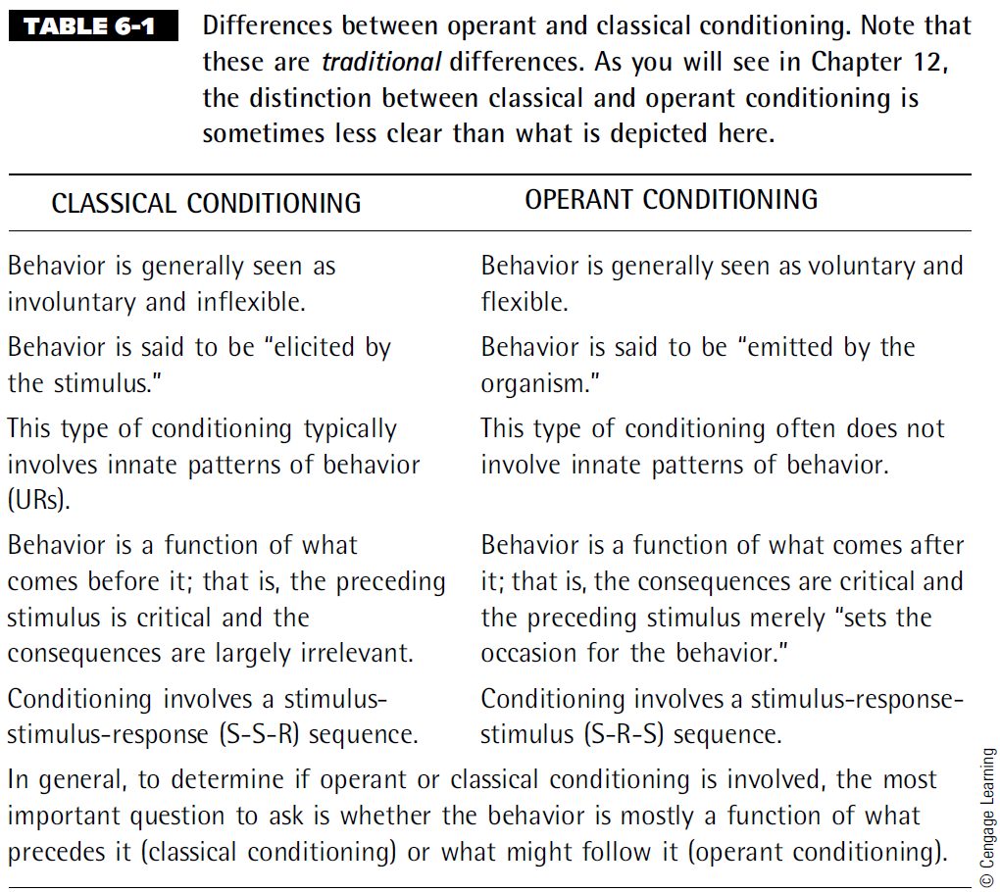 TABLE 6-1
Differences between operant and classical conditioning. Note that
these are traditional differences. As you will see in Chapter 12,
the distinction between classical and operant conditioning is
sometimes less clear than what is depicted here.
CLASSICAL CONDITIONING
OPERANT CONDITIONING
Behavior is generally seen as
involuntary and inflexible.
Behavior is generally seen as voluntary and
flexible.
Behavior is said to be “elicited by
the stimulus.”
Behavior is said to be “emitted by the
organism.”
This type of conditioning typically
involves innate patterns of behavior
(URs).
This type of conditioning often does not
involve innate patterns of behavior.
Behavior is a function of what
comes before it; that is, the preceding
stimulus is critical and the
consequences are largely irrelevant.
Behavior is a function of what comes after
it; that is, the consequences are critical and
the preceding stimulus merely “sets the
occasion for the behavior.”
Conditioning involves a stimulus-
stimulus-response (S-S-R) sequence.
Conditioning involves a stimulus-response-
stimulus (S-R-S) sequence.
In general, to determine if operant or classical conditioning is involved, the most
important question to ask is whether the behavior is mostly a function of what
precedes it (classical conditioning) or what might follow it (operant conditioning).
© Cengage Learning